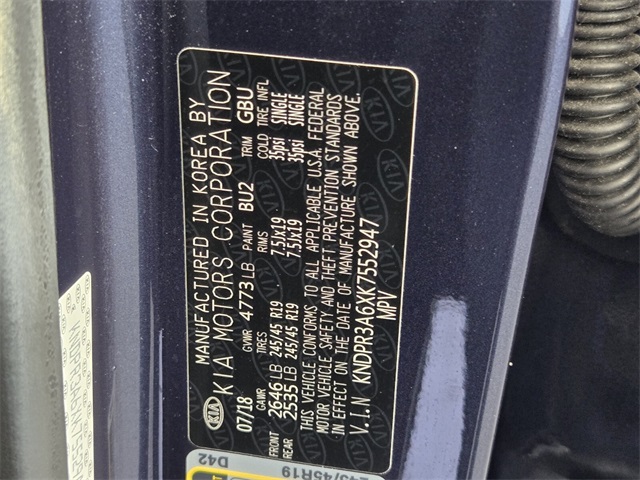 MANUFACTURED IN KOREA BY
KIA MOTORS CORPORATION
07/18 GVWR 4773 LB PAINT BU2 TRIM GBU
GAWR TIRES RIMS COLD TIRE INFL
FRONT 2646 LB 245/45 R19 7.5Jx19 35psi SINGLE
REAR 2535 LB 245/45 R19 7.5Jx19 35psi SINGLE
THIS VEHICLE CONFORMS TO ALL APPLICABLE U.S.A. FEDERAL
MOTOR VEHICLE SAFETY AND THEFT PREVENTION STANDARDS
IN EFFECT ON THE DATE OF MANUFACTURE SHOWN ABOVE.
V.I.N KNDPR3A6XK7552947
MPV
KIA
D42
245/45R19